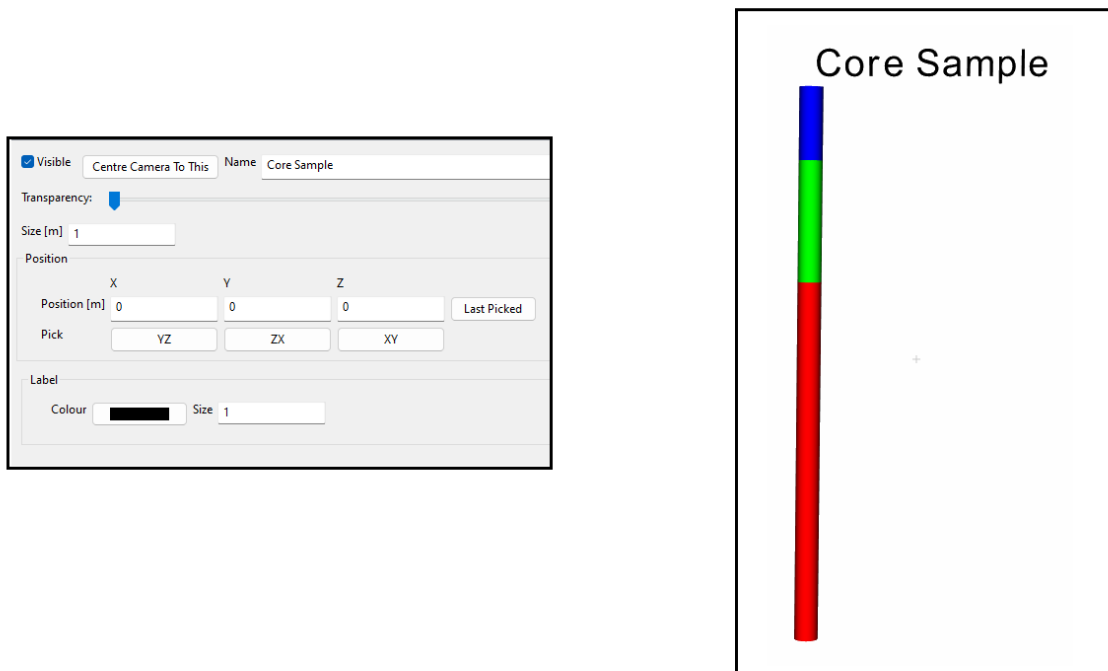 Core Sample
Visible Centre Camera To This Name Core Sample
Transparency:
Size [m] 1
Position
X Y Z
Position [m] 0 0 0 Last Picked
Pick YZ ZX XY
Label
Colour Size 1